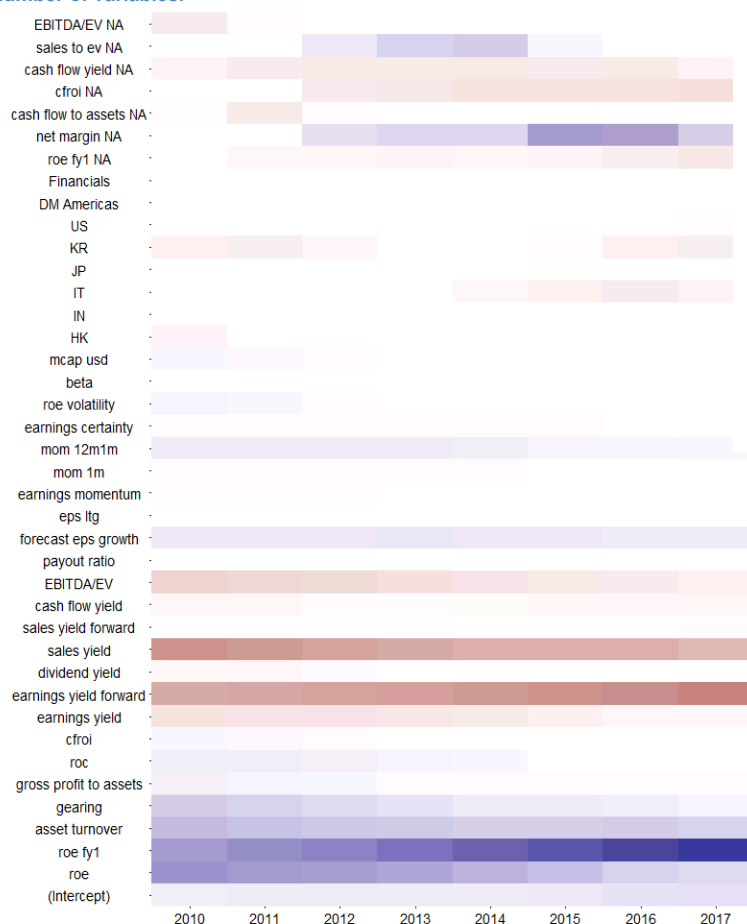 EBITDA/EV NA
sales to ev NA
cash flow yield NA
cfroi NA
cash flow to assets NA
net margin NA
roe fy1 NA
Financials
DM Americas
US
KR
JP
IT
IN
HK
mcap usd
beta
roe volatility
earnings certainty
mom 12m1m
mom 1m
earnings momentum
eps ltg
forecast eps growth
payout ratio
EBITDA/EV
cash flow yield
sales yield forward
sales yield
dividend yield
earnings yield forward
earnings yield
cfroi
roc
gross profit to assets
gearing
asset turnover
roe fy1
roe
(Intercept)
2010 2011 2012 2013 2014 2015 2016 2017